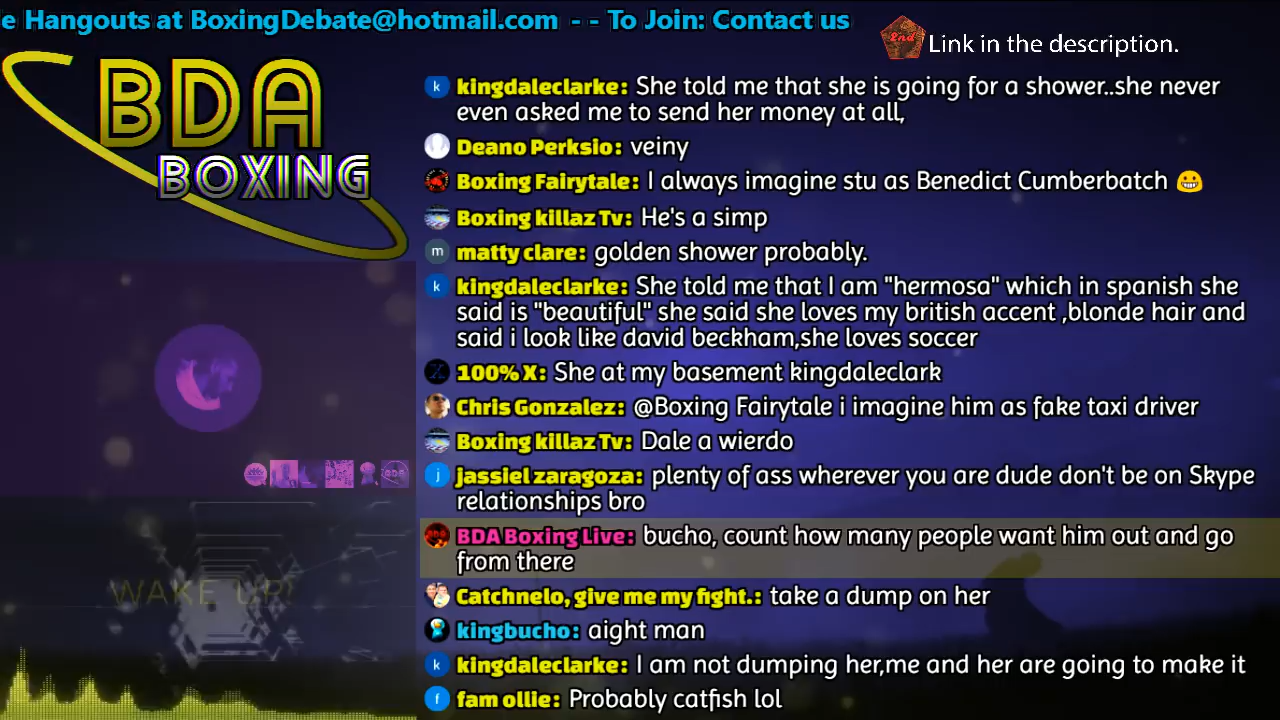 e Hangouts at BoxingDebate@hotmail.com - - To Join: Contact us
2nd
Link in the description.
BDA
BOXING
WAKE UP!
kingdaleclarke: She told me that she is going for a shower..she never
even asked me to send her money at all,
Deano Perksio: veiny
Boxing Fairytale: I always imagine stu as Benedict Cumberbatch 😬
Boxing killaz Tv: He's a simp
m
matty clare: golden shower probably.
k
kingdaleclarke: She told me that I am "hermosa" which in spanish she
said is "beautiful" she said she loves my british accent ,blonde hair and
said i look like david beckham,she loves soccer
100% X: She at my basement kingdaleclark
Chris Gonzalez: @Boxing Fairytale i imagine him as fake taxi driver
Boxing killaz Tv: Dale a wierdo
j
jassiel zaragoza: plenty of ass wherever you are dude don't be on Skype
relationships bro
BDA Boxing Live: bucho, count how many people want him out and go
from there
Catchnelo, give me my fight.: take a dump on her
kingbucho: aight man
k
kingdaleclarke: I am not dumping her,me and her are going to make it
f
fam ollie: Probably catfish lol